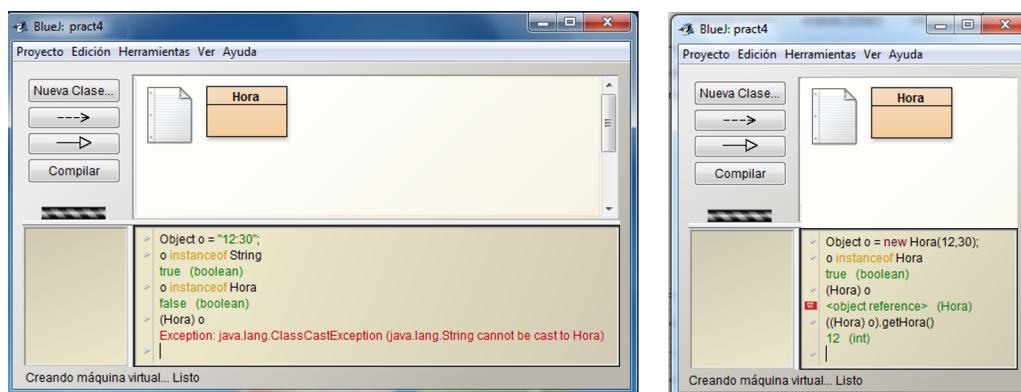 BlueJ: pract4
Proyecto Edición Herramientas Ver Ayuda
Nueva Clase...
Hora
Compilar
Object o = "12:30";
o instanceof String
true (boolean)
o instanceof Hora
false (boolean)
(Hora) o
Exception: java.lang.ClassCastException (java.lang.String cannot be cast to Hora)
Creando máquina virtual... Listo
BlueJ: pract4
Proyecto Edición Herramientas Ver Ayuda
Nueva Clase...
Hora
Compilar
Object o = new Hora(12,30);
o instanceof Hora
true (boolean)
(Hora) o
<object reference> (Hora)
((Hora) o).getHora()
12 (int)
Creando máquina virtual... Listo